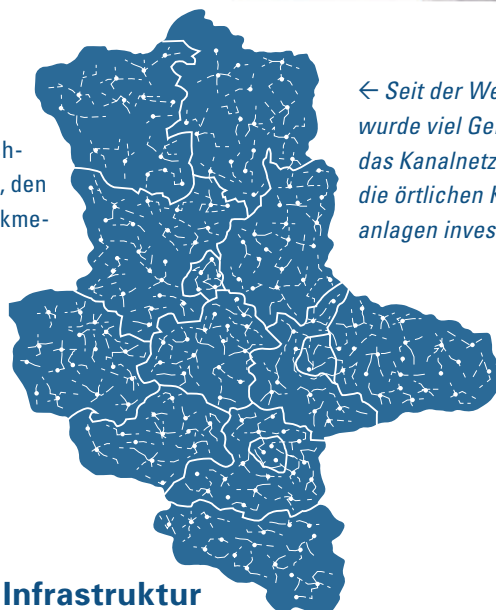 h-
, den
kme-
← Seit der We
wurde viel Ge
das Kanalnetz
die örtlichen K
anlagen inves
Infrastruktur